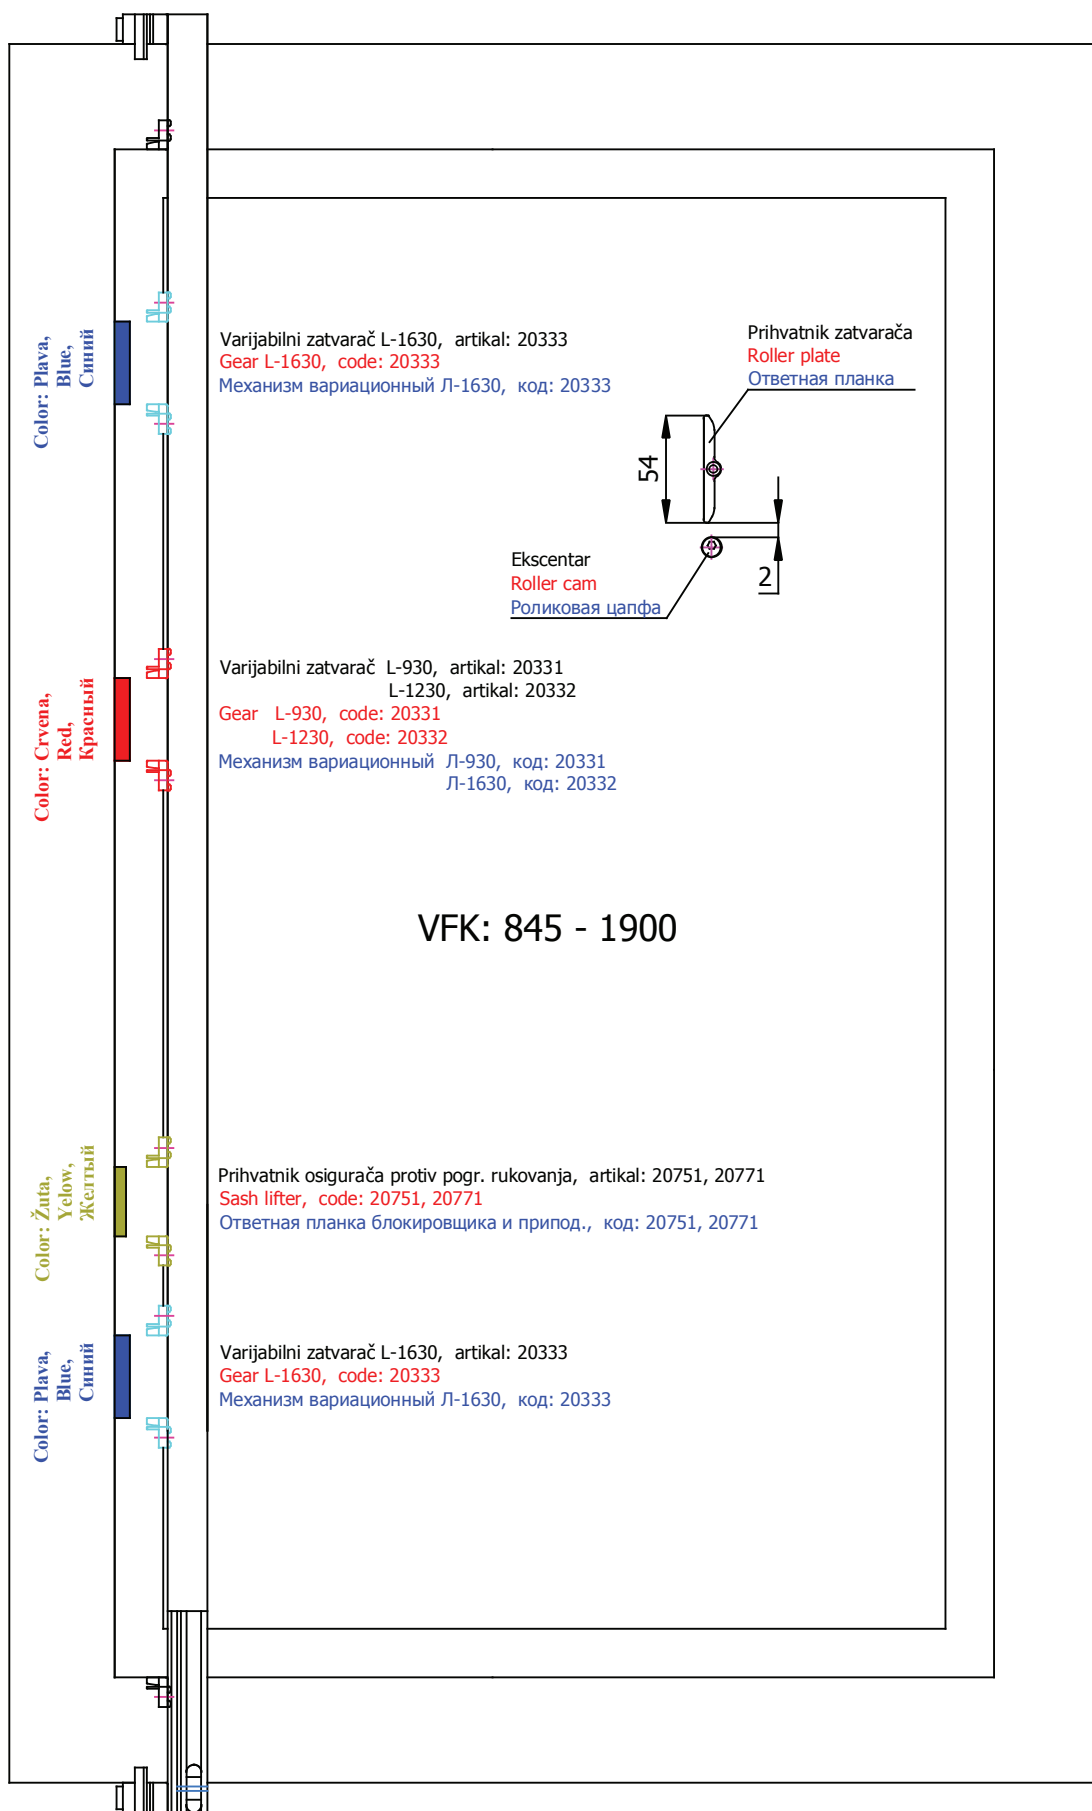 Color: Plava,
Blue,
Синий
Varijabilni zatvarač L-1630, artikal: 20333
Gear L-1630, code: 20333
Механизм вариационный Л-1630, код: 20333
Prihvatnik zatvarača
Roller plate
Ответная планка
54
2
Ekscentar
Roller cam
Роликовая цапфа
Color: Crvena,
Red,
Красный
Varijabilni zatvarač L-930, artikal: 20331
L-1230, artikal: 20332
Gear L-930, code: 20331
L-1230, code: 20332
Механизм вариационный Л-930, код: 20331
Л-1630, код: 20332
VFK: 845 - 1900
Color: Žuta,
Yelow,
Желтый
Prihvatnik osigurača protiv pogr. rukovanja, artikal: 20751, 20771
Sash lifter, code: 20751, 20771
Ответная планка блокировщика и припод., код: 20751, 20771
Color: Plava,
Blue,
Синий
Varijabilni zatvarač L-1630, artikal: 20333
Gear L-1630, code: 20333
Механизм вариационный Л-1630, код: 20333